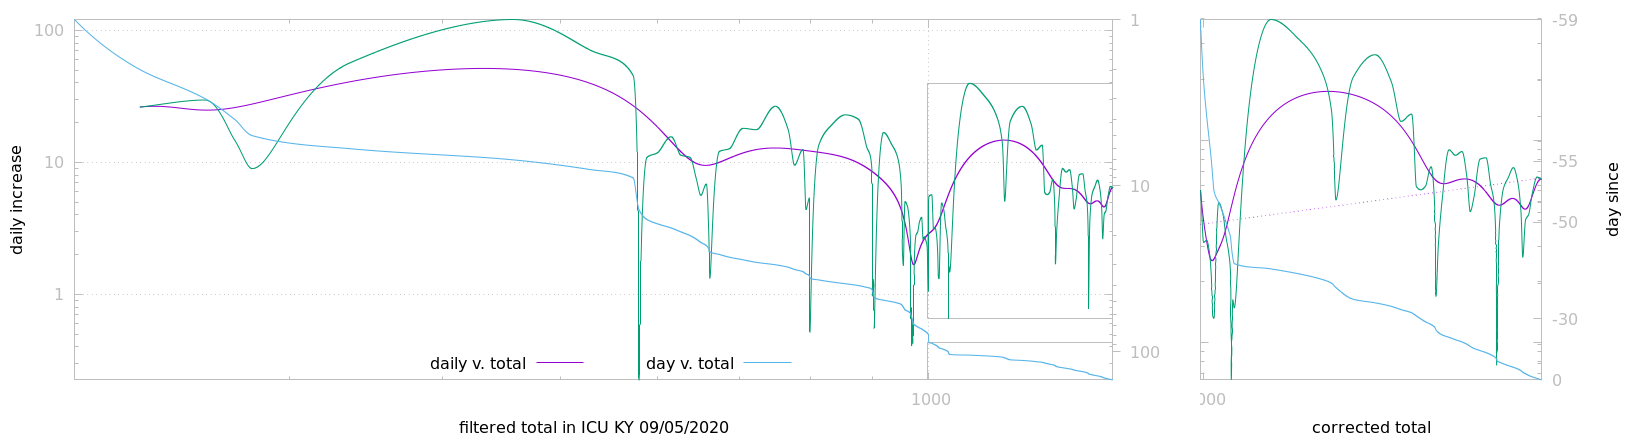 100
10
1
daily increase
daily v. total
day v. total
1
10
100
1000
filtered total in ICU KY 09/05/2020
-59
-55
-50
-30
0
day since
000
corrected total